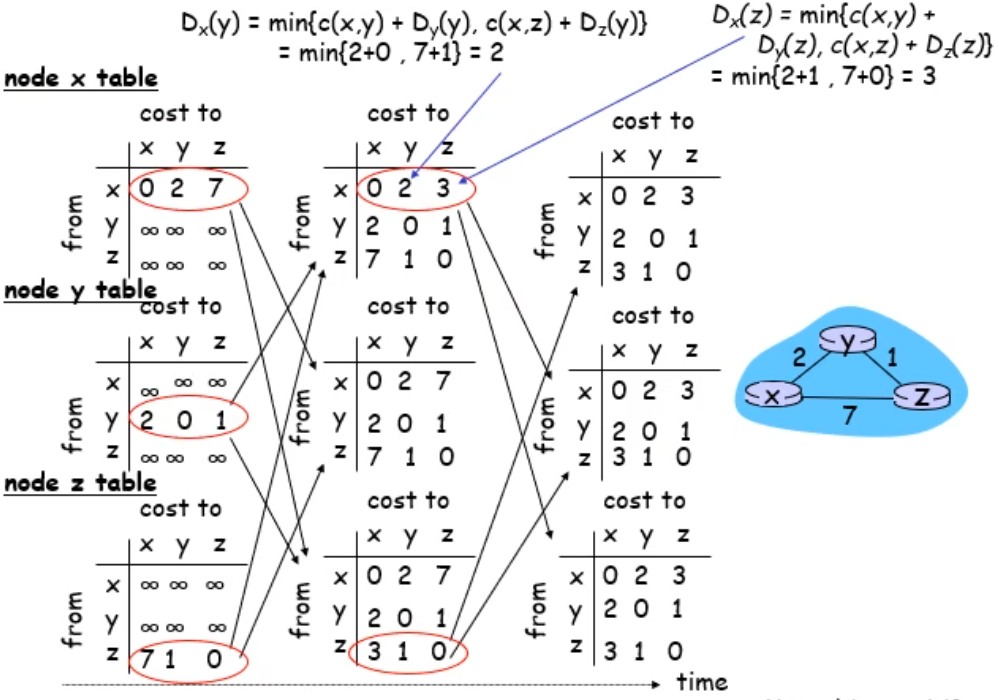 Dx(y) = min{c(x,y) + Dy(y), c(x,z) + Dz(y)}
= min{2+0 , 7+1} = 2
Dx(z) = min{c(x,y) +
Dy(z), c(x,z) + Dz(z)}
= min{2+1 , 7+0} = 3
node x table
cost to
x y z
from
x 0 2 7
y ∞ ∞ ∞
z ∞ ∞ ∞
cost to
x y z
from
x 0 2 3
y 2 0 1
z 7 1 0
cost to
x y z
from
x 0 2 3
y 2 0 1
z 3 1 0
node y table
cost to
x y z
from
x ∞ ∞ ∞
y 2 0 1
z ∞ ∞ ∞
cost to
x y z
from
x 0 2 7
y 2 0 1
z 7 1 0
cost to
x y z
from
x 0 2 3
y 2 0 1
z 3 1 0
node z table
cost to
x y z
from
x ∞ ∞ ∞
y ∞ ∞ ∞
z 7 1 0
cost to
x y z
from
x 0 2 7
y 2 0 1
z 3 1 0
cost to
x y z
from
x 0 2 3
y 2 0 1
z 3 1 0
y
2 1
x z
7
time